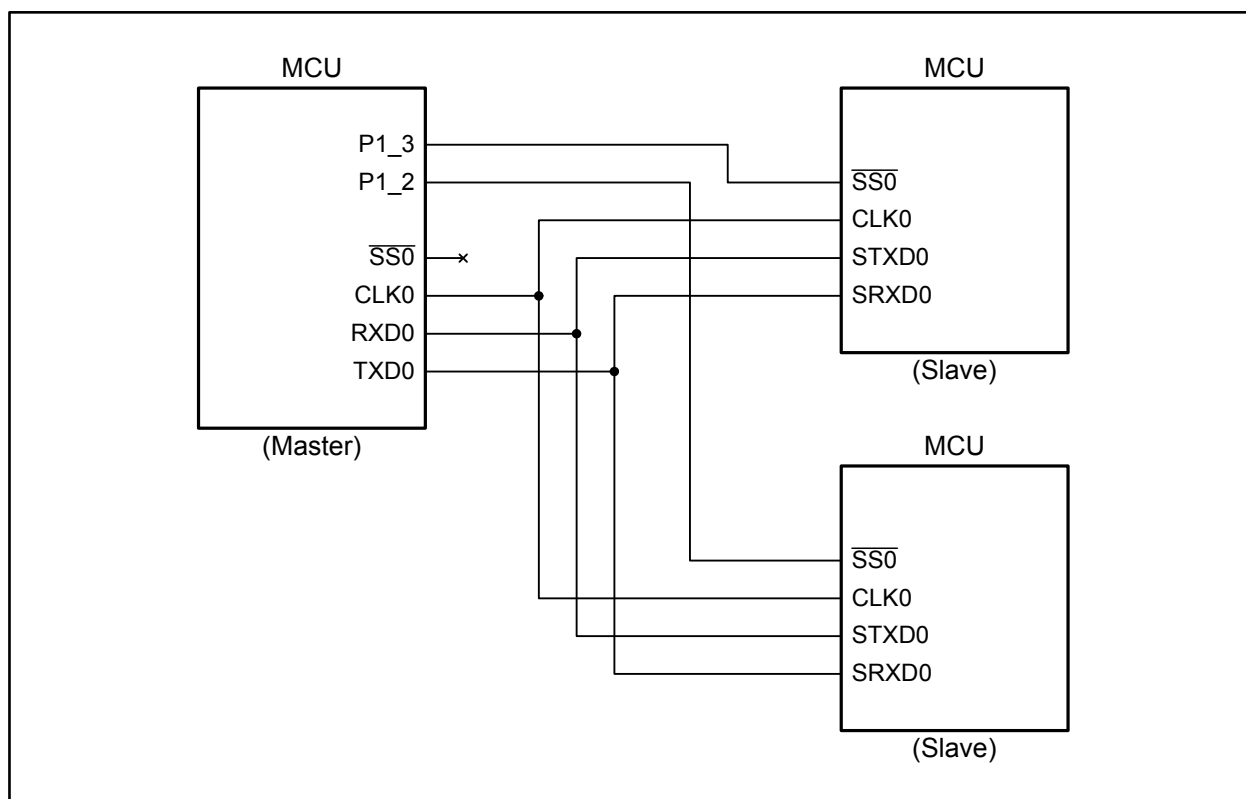 MCU
P1_3
P1_2
SS0
CLK0
RXD0
TXD0
(Master)
MCU
SS0
CLK0
STXD0
SRXD0
(Slave)
MCU
SS0
CLK0
STXD0
SRXD0
(Slave)